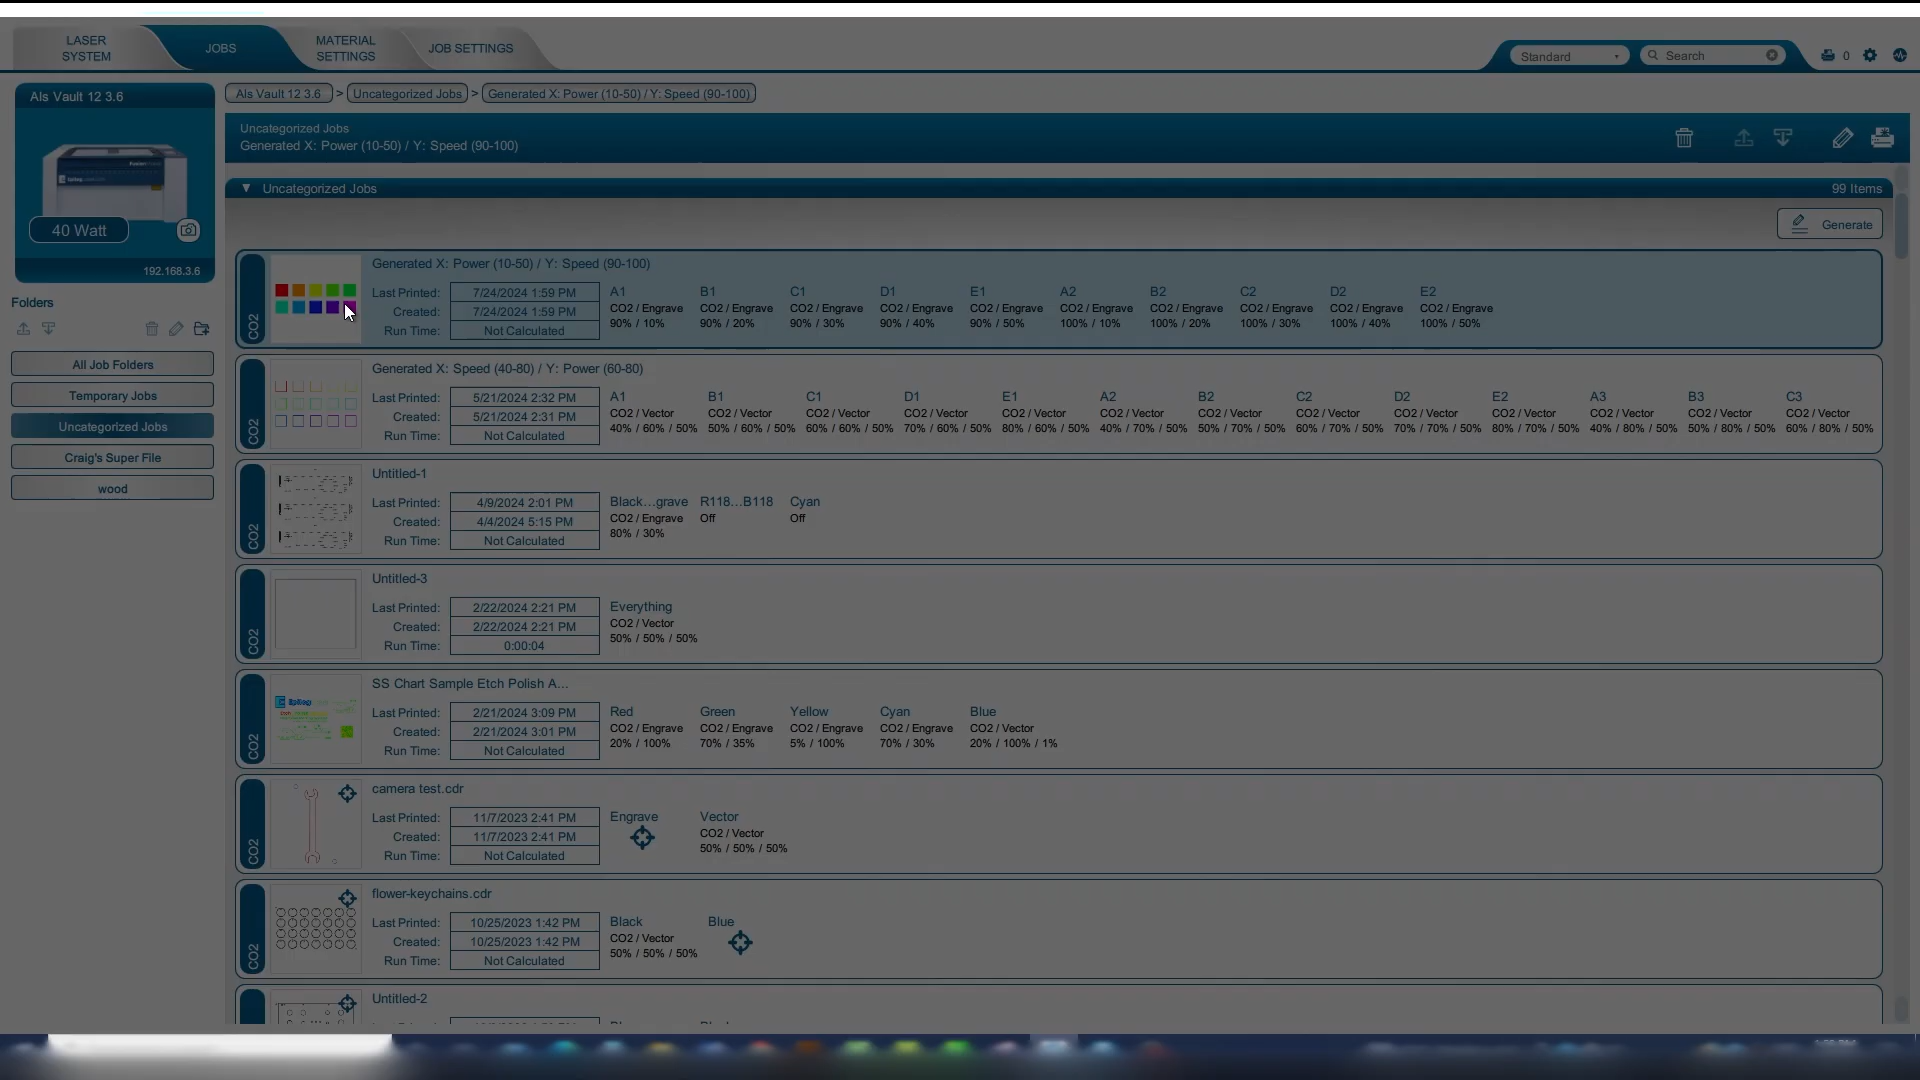 LASER
SYSTEM
JOBS
MATERIAL
SETTINGS
JOB SETTINGS
Standard
Search
0
Als Vault 12 3.6
Als Vault 12 3.6 > Uncategorized Jobs > Generated X: Power (10-50) / Y: Speed (90-100)
Uncategorized Jobs
Generated X: Power (10-50) / Y: Speed (90-100)
40 Watt
192.168.3.6
Folders
All Job Folders
Temporary Jobs
Uncategorized Jobs
Craig's Super File
wood
▼ Uncategorized Jobs 99 Items
Generate
CO2
Generated X: Power (10-50) / Y: Speed (90-100)
Last Printed: 7/24/2024 1:59 PM
Created: 7/24/2024 1:59 PM
Run Time: Not Calculated
A1 B1 C1 D1 E1 A2 B2 C2 D2 E2
CO2 / Engrave CO2 / Engrave CO2 / Engrave CO2 / Engrave CO2 / Engrave CO2 / Engrave CO2 / Engrave CO2 / Engrave CO2 / Engrave CO2 / Engrave
90% / 10% 90% / 20% 90% / 30% 90% / 40% 90% / 50% 100% / 10% 100% / 20% 100% / 30% 100% / 40% 100% / 50%
CO2
Generated X: Speed (40-80) / Y: Power (60-80)
Last Printed: 5/21/2024 2:32 PM
Created: 5/21/2024 2:31 PM
Run Time: Not Calculated
A1 B1 C1 D1 E1 A2 B2 C2 D2 E2 A3 B3 C3
CO2 / Vector CO2 / Vector CO2 / Vector CO2 / Vector CO2 / Vector CO2 / Vector CO2 / Vector CO2 / Vector CO2 / Vector CO2 / Vector CO2 / Vector CO2 / Vector CO2 / Vector
40% / 60% / 50% 50% / 60% / 50% 60% / 60% / 50% 70% / 60% / 50% 80% / 60% / 50% 40% / 70% / 50% 50% / 70% / 50% 60% / 70% / 50% 70% / 70% / 50% 80% / 70% / 50% 40% / 80% / 50% 50% / 80% / 50% 60% / 80% / 50%
CO2
Untitled-1
Last Printed: 4/9/2024 2:01 PM
Created: 4/4/2024 5:15 PM
Run Time: Not Calculated
Black...grave R118...B118 Cyan
CO2 / Engrave Off Off
80% / 30%
CO2
Untitled-3
Last Printed: 2/22/2024 2:21 PM
Created: 2/22/2024 2:21 PM
Run Time: 0:00:04
Everything
CO2 / Vector
50% / 50% / 50%
CO2
SS Chart Sample Etch Polish A...
Last Printed: 2/21/2024 3:09 PM
Created: 2/21/2024 3:01 PM
Run Time: Not Calculated
Red Green Yellow Cyan Blue
CO2 / Engrave CO2 / Engrave CO2 / Engrave CO2 / Engrave CO2 / Vector
20% / 100% 70% / 35% 5% / 100% 70% / 30% 20% / 100% / 1%
CO2
camera test.cdr
Last Printed: 11/7/2023 2:41 PM
Created: 11/7/2023 2:41 PM
Run Time: Not Calculated
Engrave Vector
CO2 / Vector
50% / 50% / 50%
CO2
flower-keychains.cdr
Last Printed: 10/25/2023 1:42 PM
Created: 10/25/2023 1:42 PM
Run Time: Not Calculated
Black Blue
CO2 / Vector
50% / 50% / 50%
Untitled-2